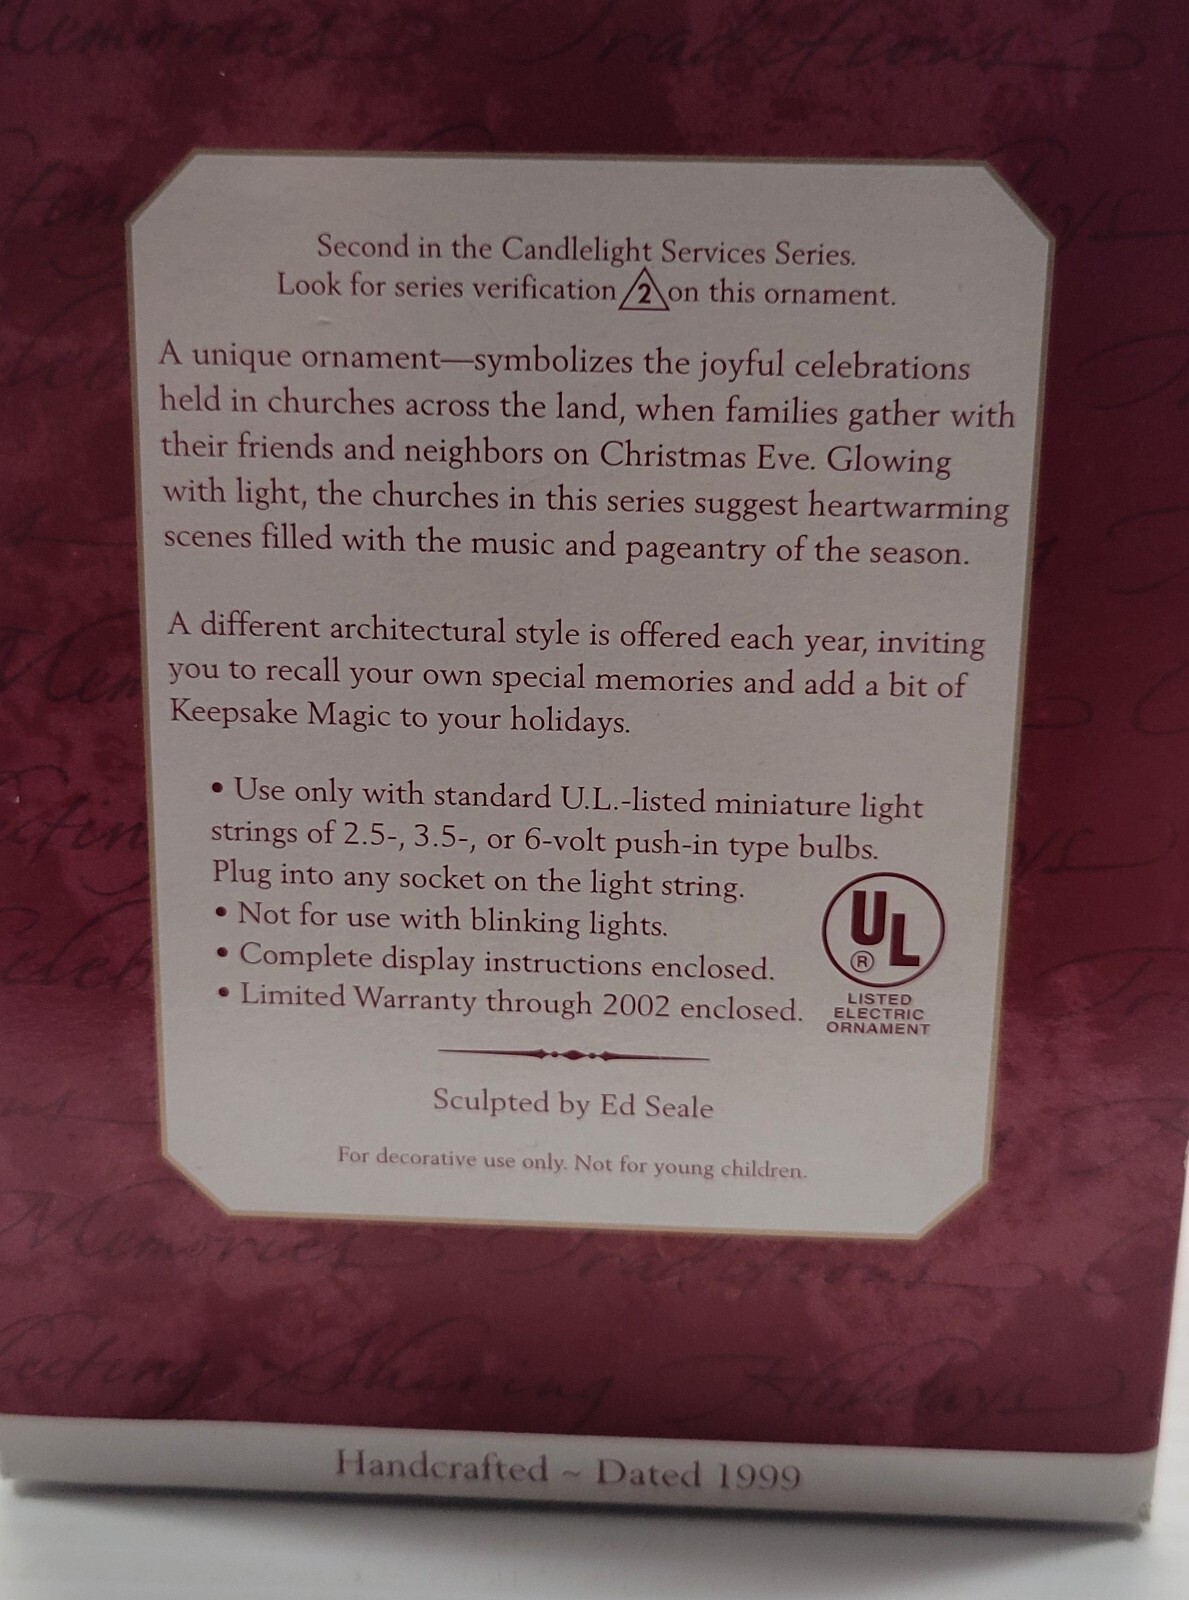 Memories Traditions
Second in the Candlelight Services Series.
Look for series verification 2 on this ornament.
A unique ornament—symbolizes the joyful celebrations
held in churches across the land, when families gather with
their friends and neighbors on Christmas Eve. Glowing
with light, the churches in this series suggest heartwarming
scenes filled with the music and pageantry of the season.
A different architectural style is offered each year, inviting
you to recall your own special memories and add a bit of
Keepsake Magic to your holidays.
• Use only with standard U.L.-listed miniature light
strings of 2.5-, 3.5-, or 6-volt push-in type bulbs.
Plug into any socket on the light string.
• Not for use with blinking lights.
• Complete display instructions enclosed.
• Limited Warranty through 2002 enclosed.
UL
®
LISTED
ELECTRIC
ORNAMENT
Sculpted by Ed Seale
For decorative use only. Not for young children.
Memories Traditions
Sharing Holidays
Handcrafted ~ Dated 1999